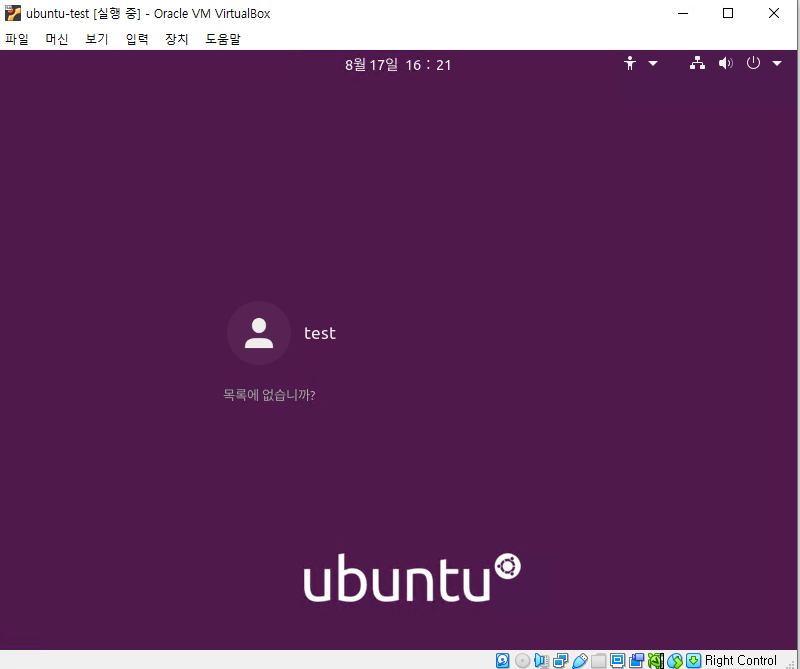 ubuntu-test [실행 중] - Oracle VM VirtualBox
파일 머신 보기 입력 장치 도움말
8월 17일 16 : 21
test
목록에 없습니까?
ubuntu
Right Control